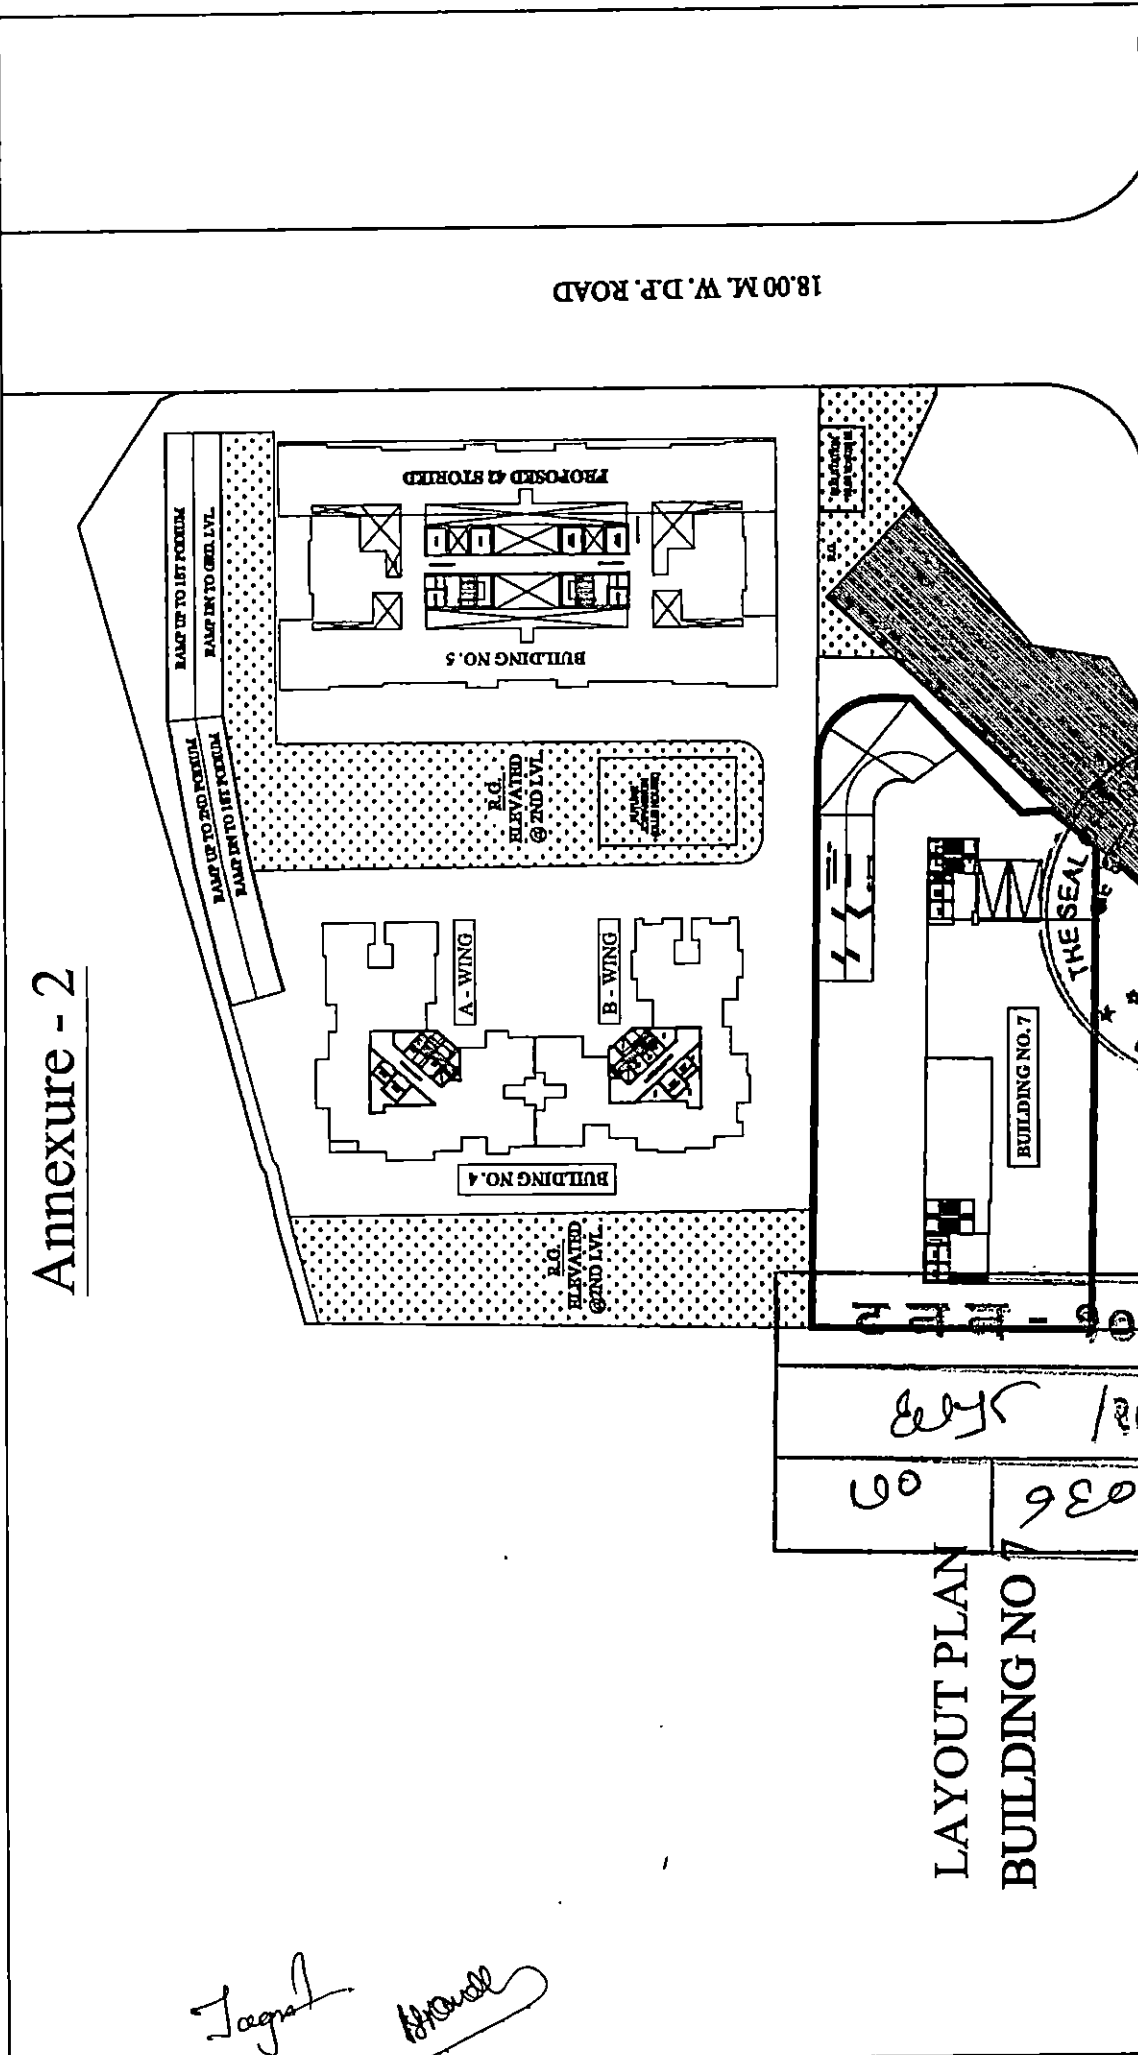 Annexure - 2
18.00 M. W. D.P. ROAD
RAMP UP TO 1ST PODIUM
RAMP DN TO GRD. LVL.
RAMP UP TO 2ND PODIUM
RAMP DN TO 1ST PODIUM
PROPOSED 42 STORIED
BUILDING NO. 5
R.G.
R.G.
ELEVATED
@ 2ND LVL.
A - WING
B - WING
BUILDING NO. 4
R.G.
ELEVATED
@2ND LVL.
BUILDING NO. 7
THE SEAL
LAYOUT PLAN
BUILDING NO 7